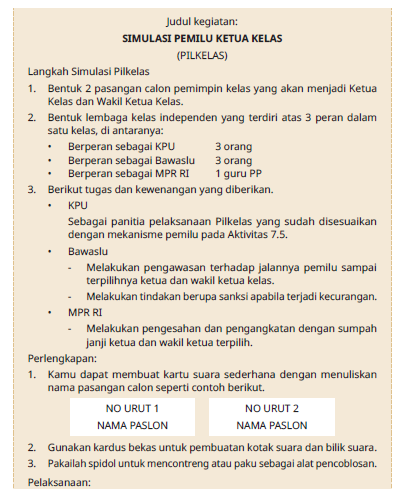 Judul kegiatan:
SIMULASI PEMILU KETUA KELAS
(PILKELAS)
Langkah Simulasi Pilkelas
1. Bentuk 2 pasangan calon pemimpin kelas yang akan menjadi Ketua
Kelas dan Wakil Ketua Kelas.
2. Bentuk lembaga kelas independen yang terdiri atas 3 peran dalam
satu kelas, di antaranya:
• Berperan sebagai KPU 3 orang
• Berperan sebagai Bawaslu 3 orang
• Berperan sebagai MPR RI 1 guru PP
3. Berikut tugas dan kewenangan yang diberikan.
• KPU
Sebagai panitia pelaksanaan Pilkelas yang sudah disesuaikan
dengan mekanisme pemilu pada Aktivitas 7.5.
• Bawaslu
- Melakukan pengawasan terhadap jalannya pemilu sampai
terpilihnya ketua dan wakil ketua kelas.
- Melakukan tindakan berupa sanksi apabila terjadi kecurangan.
• MPR RI
- Melakukan pengesahan dan pengangkatan dengan sumpah
janji ketua dan wakil ketua terpilih.
Perlengkapan:
1. Kamu dapat membuat kartu suara sederhana dengan menuliskan
nama pasangan calon seperti contoh berikut.
NO URUT 1 NO URUT 2
NAMA PASLON NAMA PASLON
2. Gunakan kardus bekas untuk pembuatan kotak suara dan bilik suara.
3. Pakailah spidol untuk mencontreng atau paku sebagai alat pencoblosan.
Pelaksanaan: